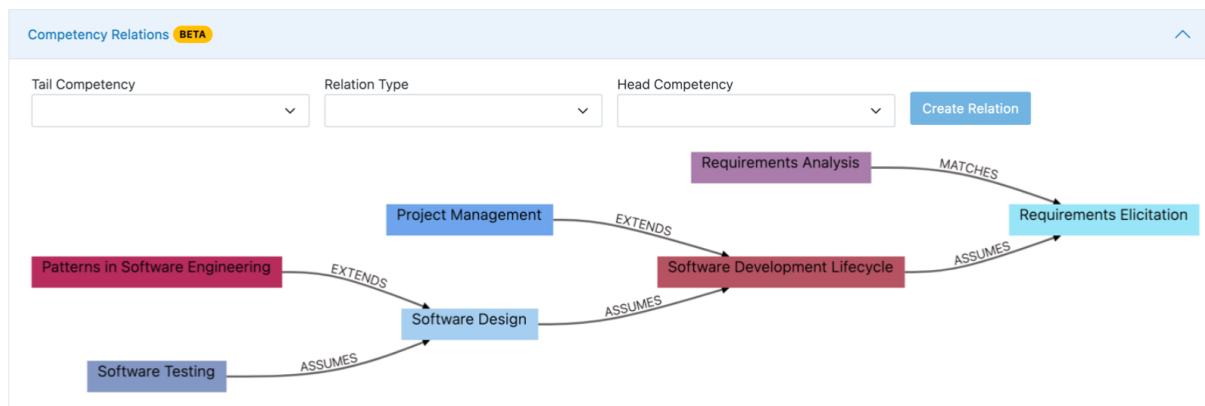 Competency Relations BETA
Tail Competency
Relation Type
Head Competency
Create Relation
Requirements Analysis
MATCHES
Project Management
EXTENDS
Requirements Elicitation
Patterns in Software Engineering
EXTENDS
Software Development Lifecycle
ASSUMES
Software Design
ASSUMES
Software Testing
ASSUMES